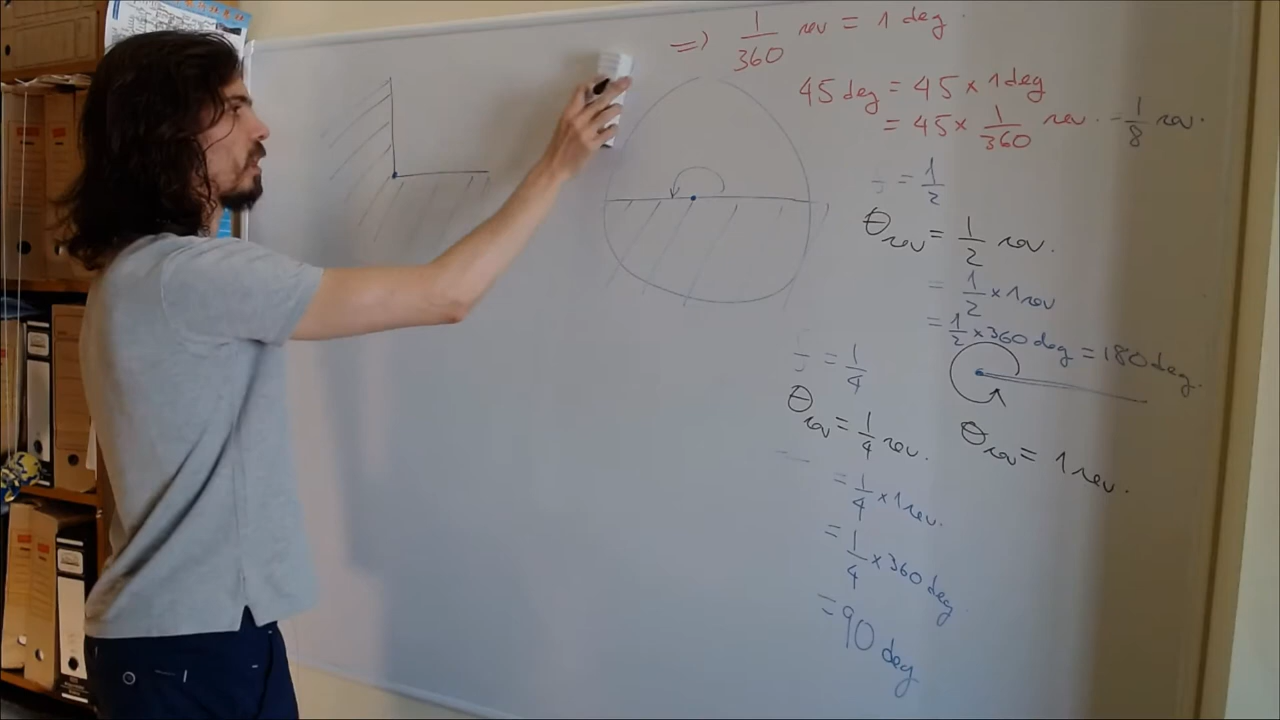 => 1/360 rev = 1 deg.
45 deg = 45 × 1 deg
= 45 × 1/360 rev. - 1/8 rev.
= 1/2
θrev = 1/2 rev.
= 1/2 × 1 rev
= 1/2 × 360 deg = 180 deg.
θrev = 1 rev.
= 1/4
θrev = 1/4 rev.
= 1/4 × 1 rev.
= 1/4 × 360 deg.
= 90 deg